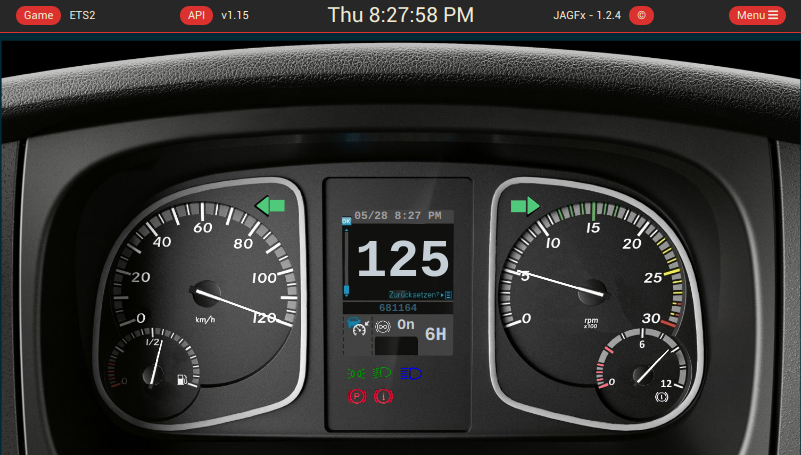 Game ETS2 API v1.15 Thu 8:27:58 PM JAGFx - 1.2.4 © Menu
05/28 8:27 PM
OK
125
Zurücksetzen?
681164
On
6H
0 20 40 60 80 100 120
km/h
0 1/2
0 5 10 15 20 25 30
rpm
x100
0 6 12
P